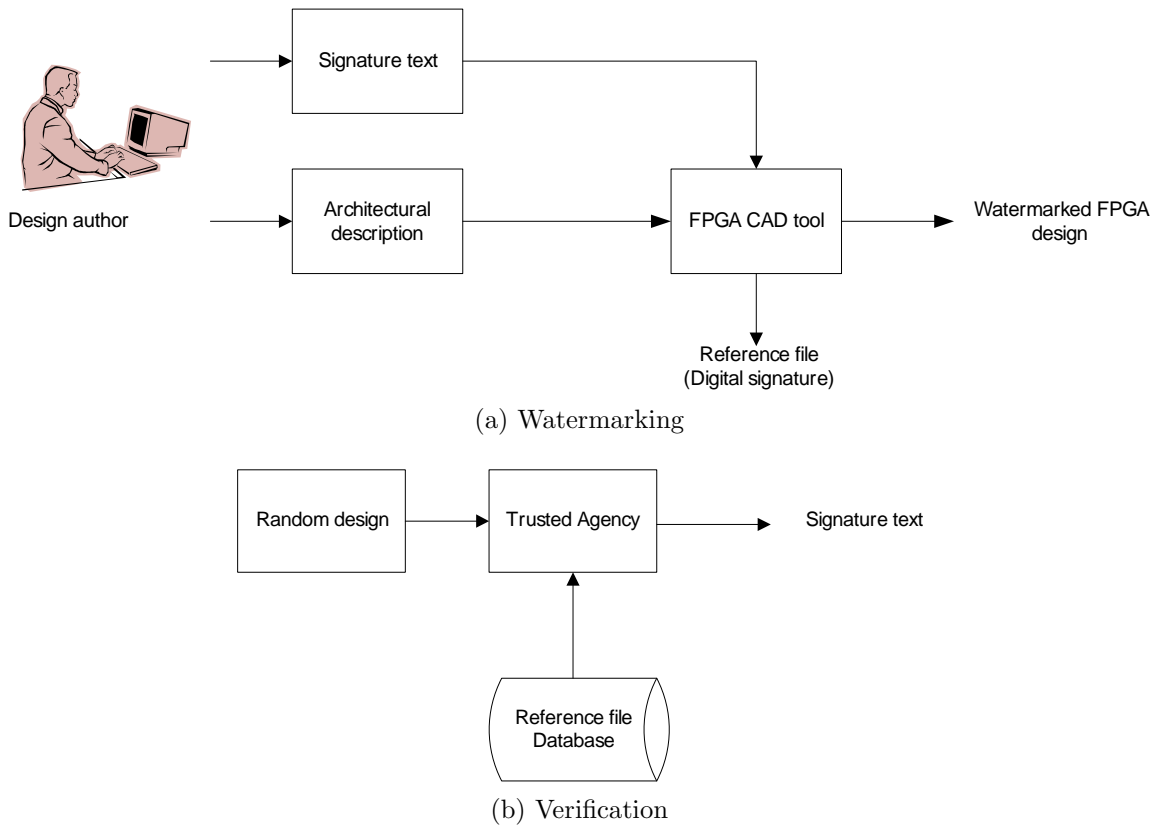 Signature text
Design author
Architectural
description
FPGA CAD tool
Watermarked FPGA
design
Reference file
(Digital signature)
(a) Watermarking
Random design
Trusted Agency
Signature text
Reference file
Database
(b) Verification